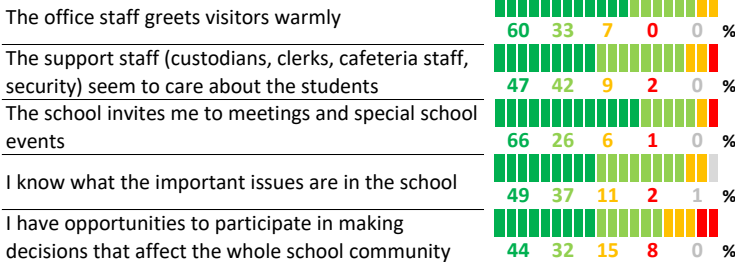 The office staff greets visitors warmly
60 33 7 0 0 %
The support staff (custodians, clerks, cafeteria staff,
security) seem to care about the students
47 42 9 2 0 %
The school invites me to meetings and special school
events
66 26 6 1 0 %
I know what the important issues are in the school
49 37 11 2 1 %
I have opportunities to participate in making
decisions that affect the whole school community
44 32 15 8 0 %